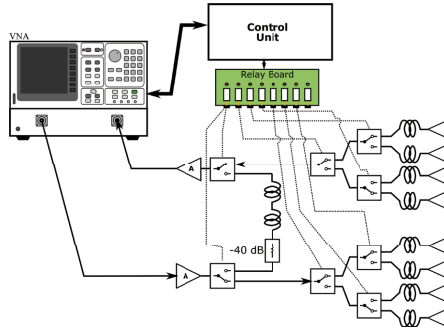 VNA
Control
Unit
Relay Board
A
-40 dB
A